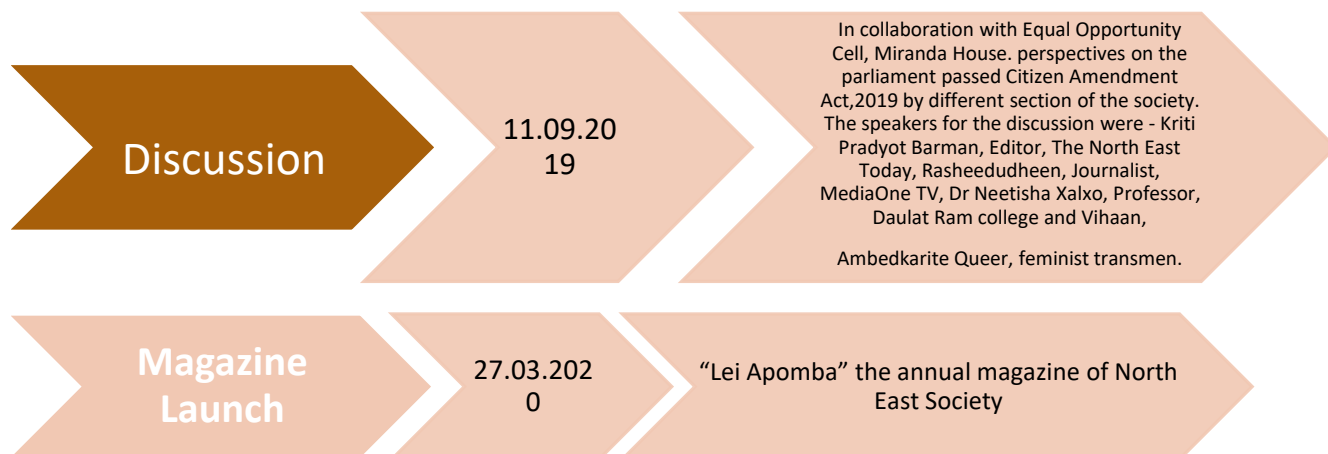 Discussion
11.09.20
19
In collaboration with Equal Opportunity
Cell, Miranda House. perspectives on the
parliament passed Citizen Amendment
Act,2019 by different section of the society.
The speakers for the discussion were - Kriti
Pradyot Barman, Editor, The North East
Today, Rasheedudheen, Journalist,
MediaOne TV, Dr Neetisha Xalxo, Professor,
Daulat Ram college and Vihaan,
Ambedkarite Queer, feminist transmen.
Magazine
Launch
27.03.202
0
“Lei Apomba” the annual magazine of North
East Society